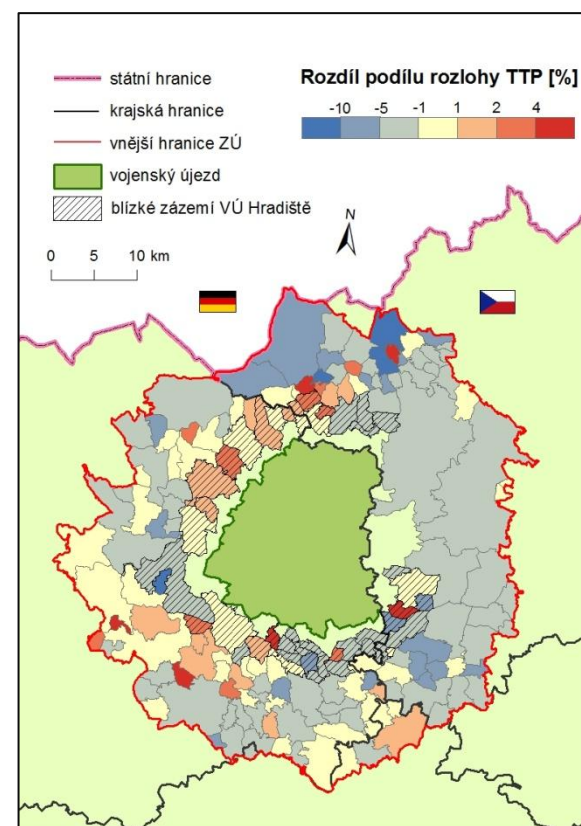 státní hranice
krajská hranice
vnější hranice ZÚ
vojenský újezd
blízké zázemí VÚ Hradiště
0 5 10 km
Rozdíl podílu rozlohy TTP [%]
-10 -5 -1 1 2 4
N